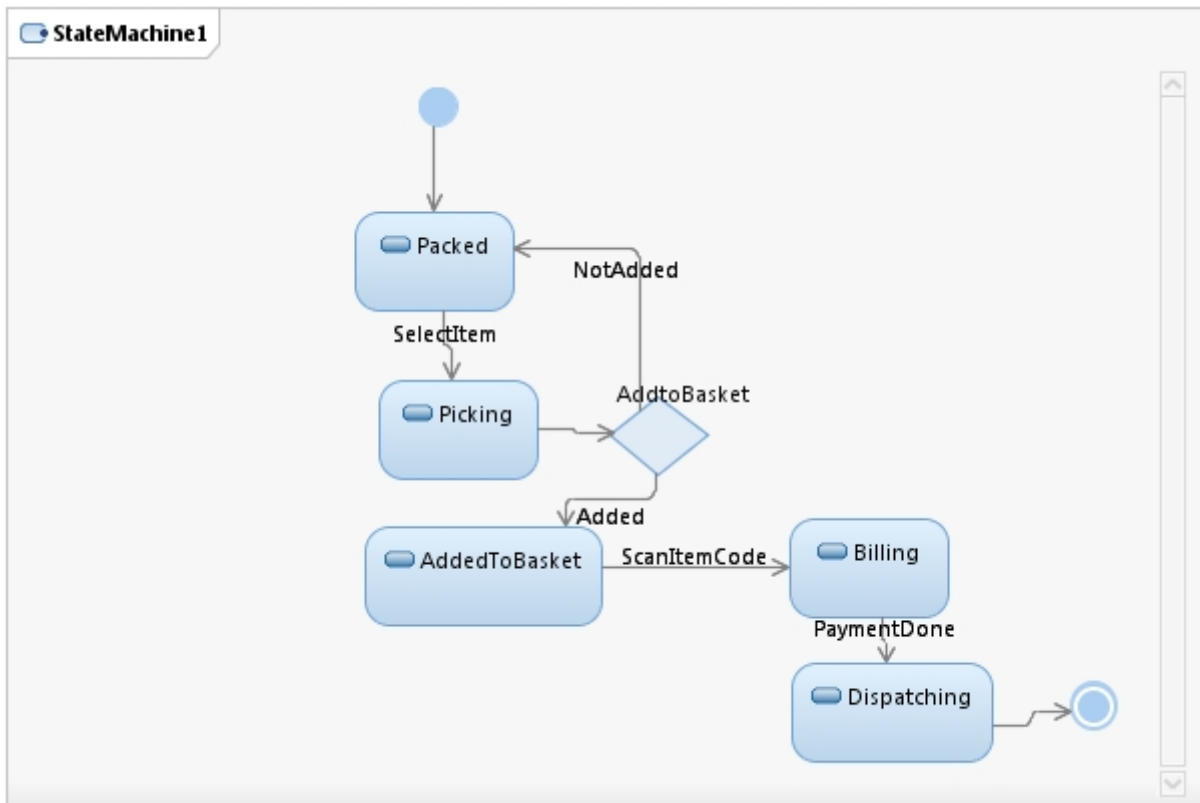 StateMachine1
Packed
NotAdded
SelectItem
AddtoBasket
Picking
Added
AddedToBasket
ScanItemCode
Billing
PaymentDone
Dispatching